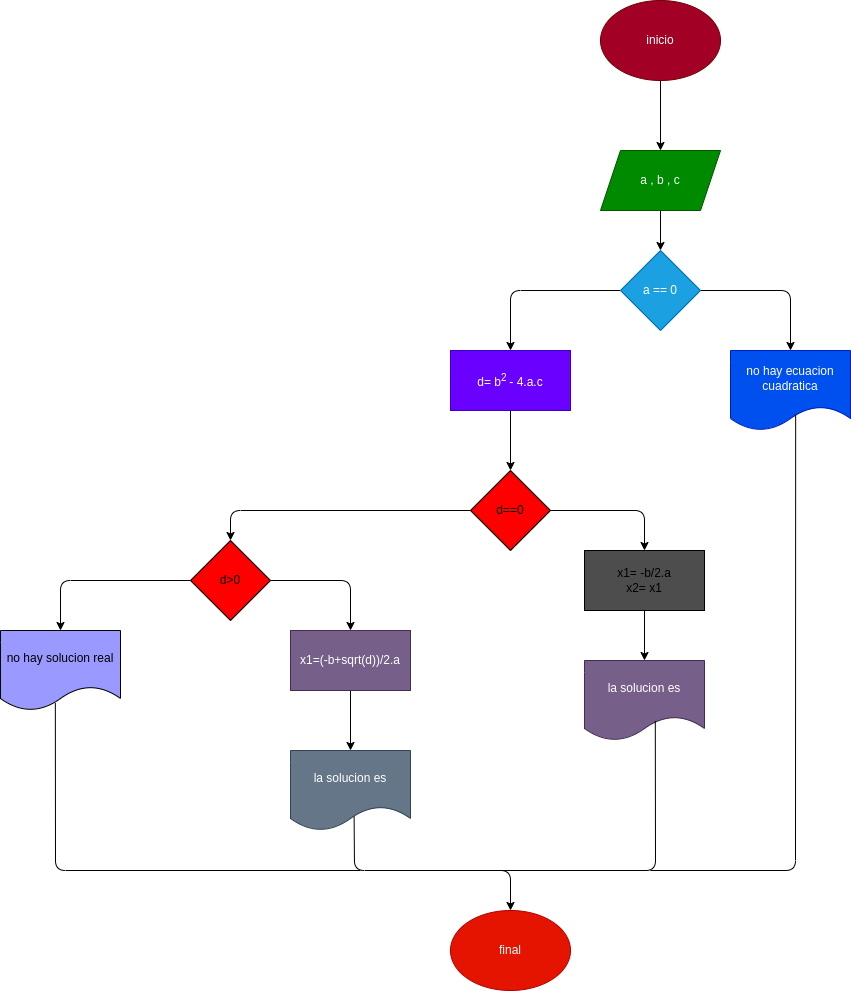 inicio
a , b , c
a == 0
d= b² - 4.a.c
no hay ecuacion
cuadratica
d==0
d>0
x1= -b/2.a
x2= x1
no hay solucion real
x1=(-b+sqrt(d))/2.a
la solucion es
la solucion es
final